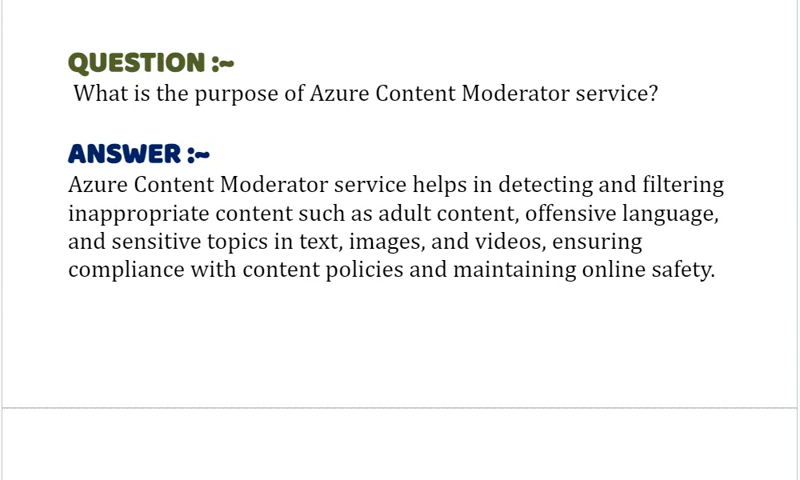 QUESTION :~
What is the purpose of Azure Content Moderator service?
ANSWER :~
Azure Content Moderator service helps in detecting and filtering
inappropriate content such as adult content, offensive language,
and sensitive topics in text, images, and videos, ensuring
compliance with content policies and maintaining online safety.